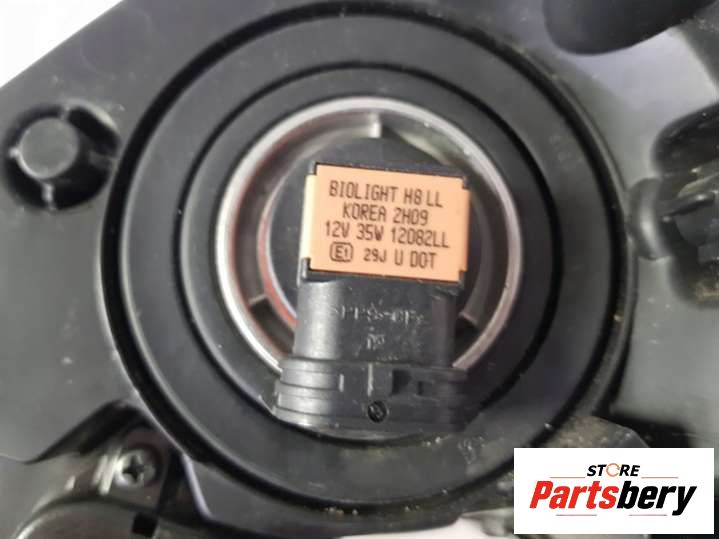 BIOLIGHT H8 LL
KOREA 2H09
12V 35W 12082LL
E1 29J U DOT
STORE
Partsbery